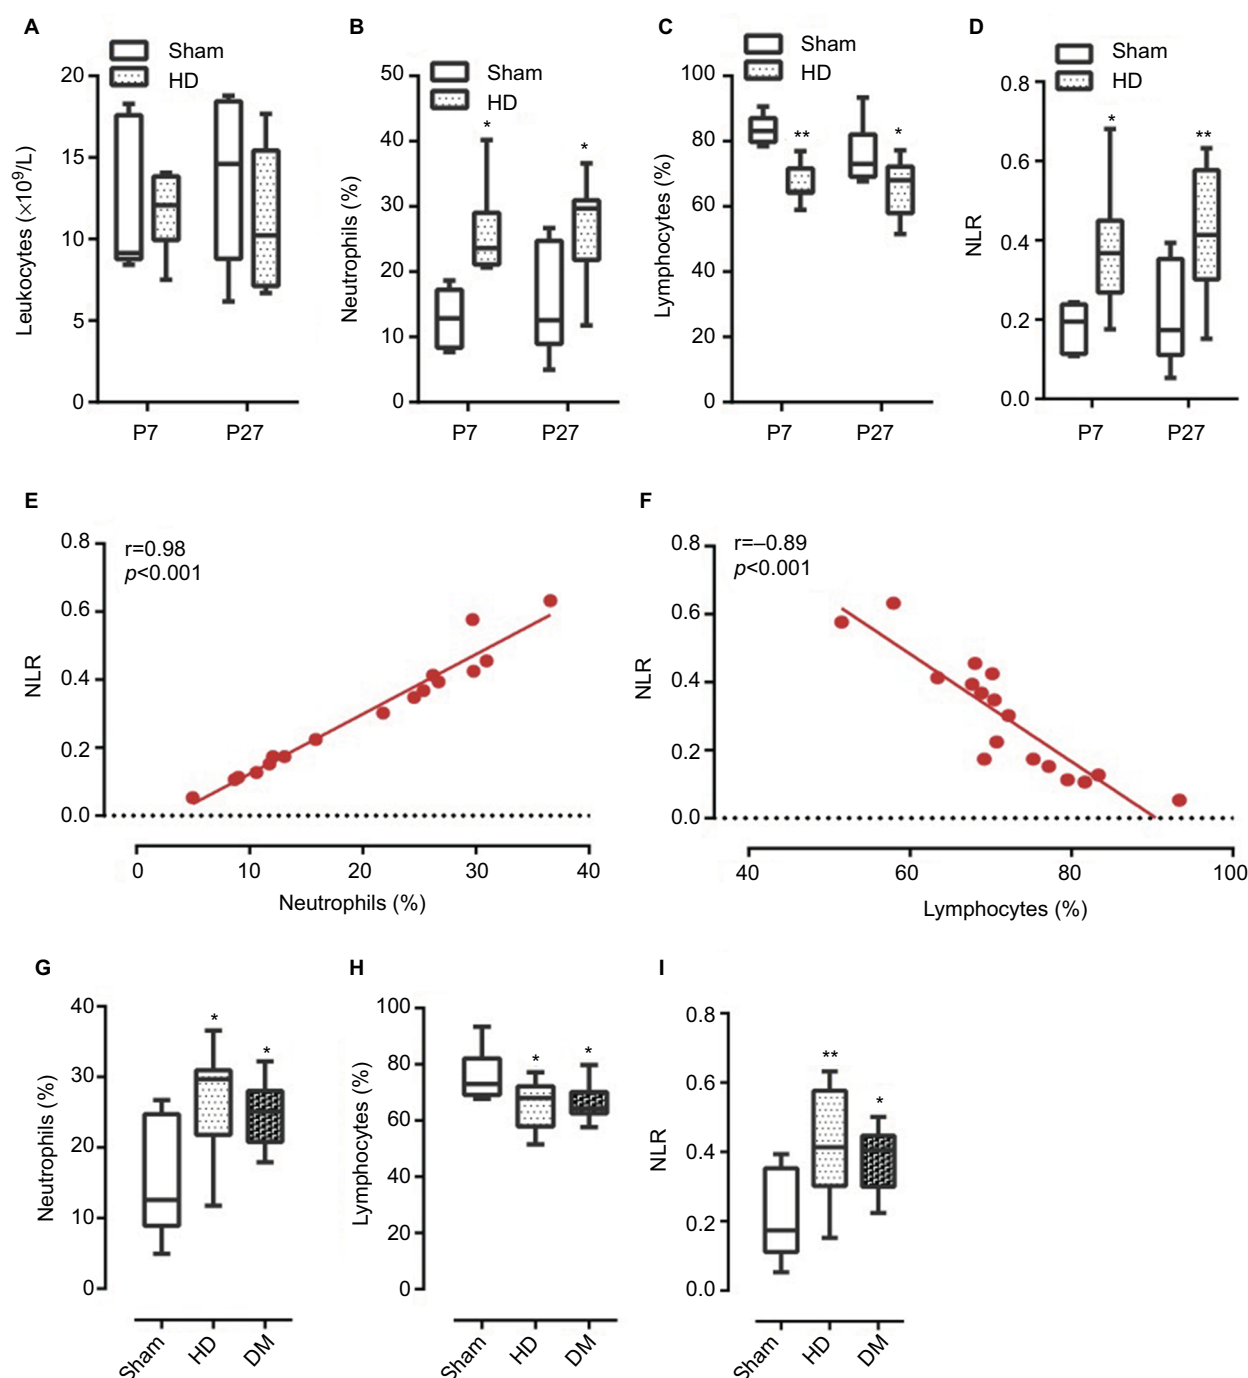 A
Sham
HD
20
15
10
5
0
Leukocytes (×10⁹/L)
P7
P27
B
Sham
HD
50
40
30
20
10
0
Neutrophils (%)
*
*
P7
P27
C
Sham
HD
100
80
60
40
20
0
Lymphocytes (%)
**
*
P7
P27
D
Sham
HD
0.8
0.6
0.4
0.2
0.0
NLR
*
**
P7
P27
E
r=0.98
p<0.001
0.8
0.6
0.4
0.2
0.0
NLR
0 10 20 30 40
Neutrophils (%)
F
r=–0.89
p<0.001
0.8
0.6
0.4
0.2
0.0
NLR
40 60 80 100
Lymphocytes (%)
G
40
30
20
10
0
Neutrophils (%)
*
*
Sham
HD
DM
H
100
80
60
40
20
0
Lymphocytes (%)
*
*
Sham
HD
DM
I
0.8
0.6
0.4
0.2
0.0
NLR
**
*
Sham
HD
DM